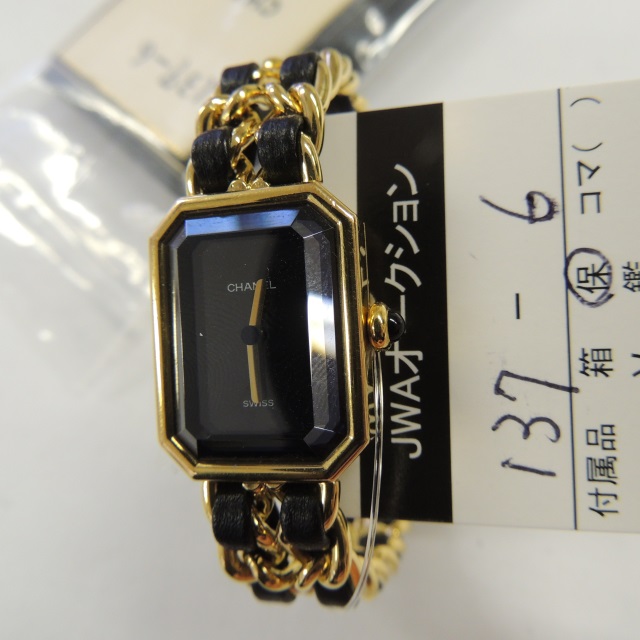 CHANEL
SWISS
JWAオークション
137-6
付属品 箱 保 コマ( )
鑑